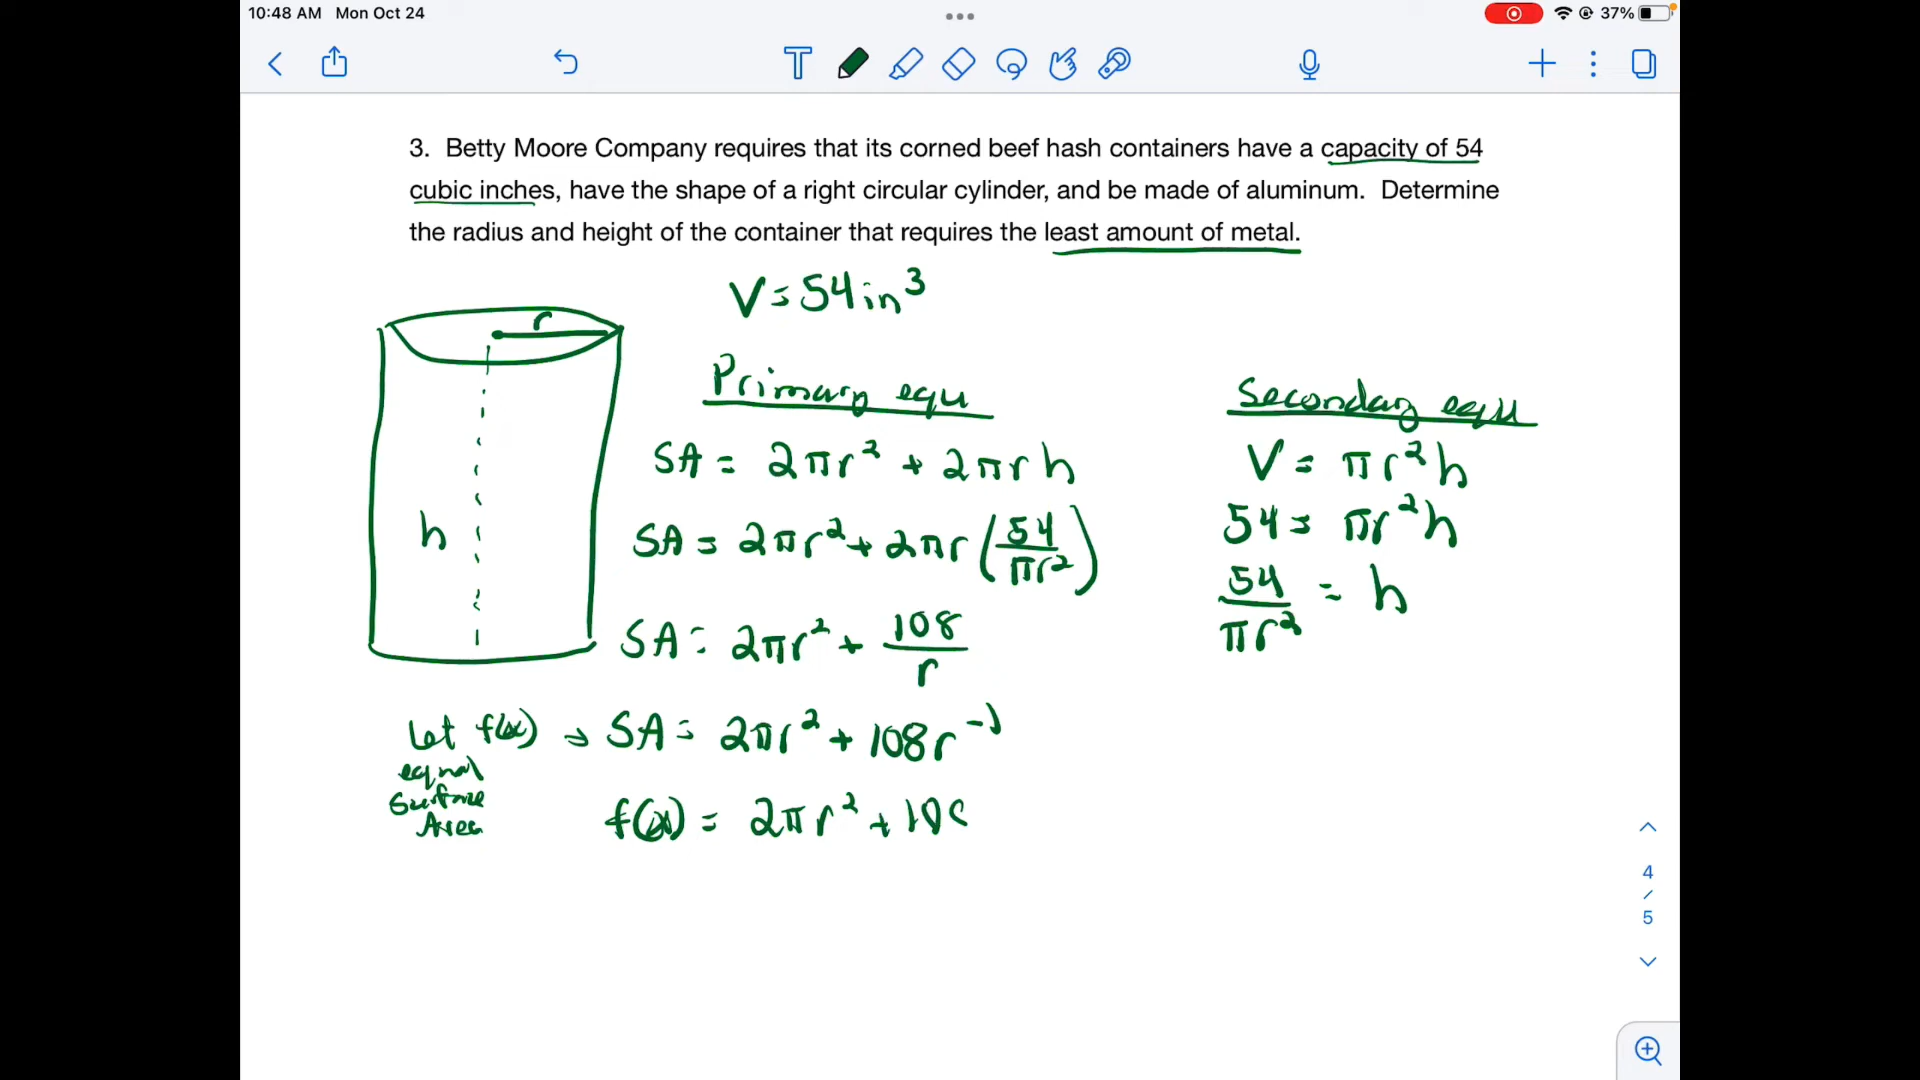 10:48 AM Mon Oct 24
37%
3. Betty Moore Company requires that its corned beef hash containers have a capacity of 54
cubic inches, have the shape of a right circular cylinder, and be made of aluminum. Determine
the radius and height of the container that requires the least amount of metal.
V = 54 in³
r
h
Primary equ
SA = 2πr² + 2πrh
SA = 2πr² + 2πr (54/πr²)
SA = 2πr² + 108/r
Let f(x) → SA = 2πr² + 108r⁻¹
equal
Surface
Area
f(x) = 2πr² + 10
Secondary equ
V = πr²h
54 = πr²h
54/πr² = h
4
/
5